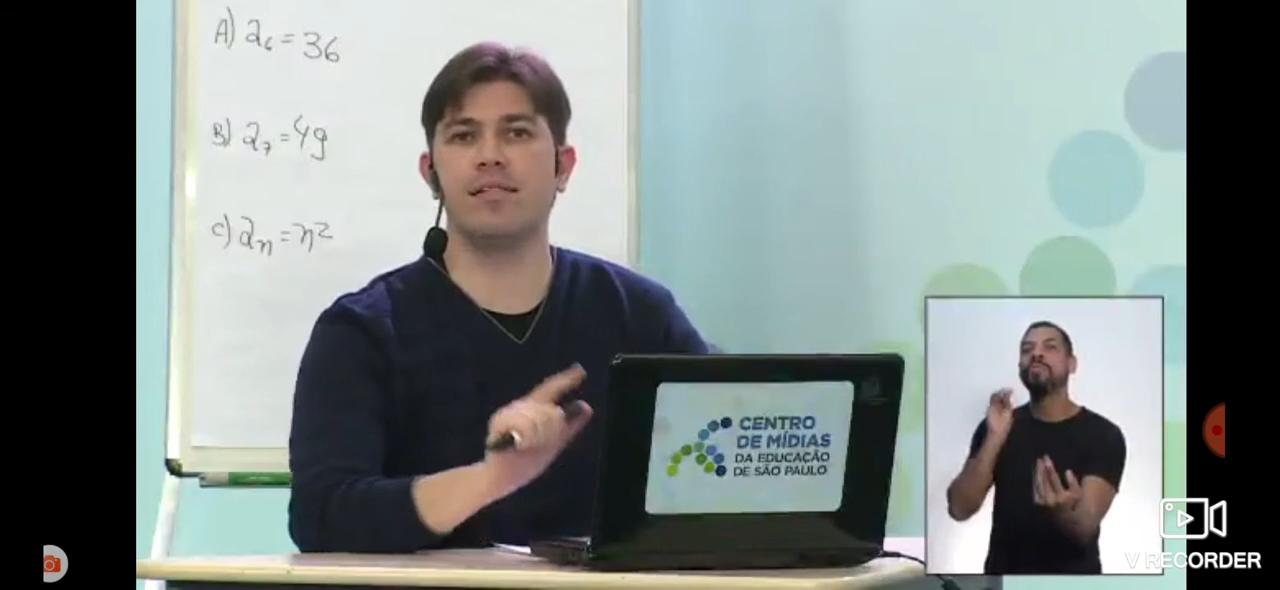 A) a₆ = 36
B) a₇ = 49
C) aₙ = n²
CENTRO
DE MÍDIAS
DA EDUCAÇÃO
DE SÃO PAULO
V RECORDER